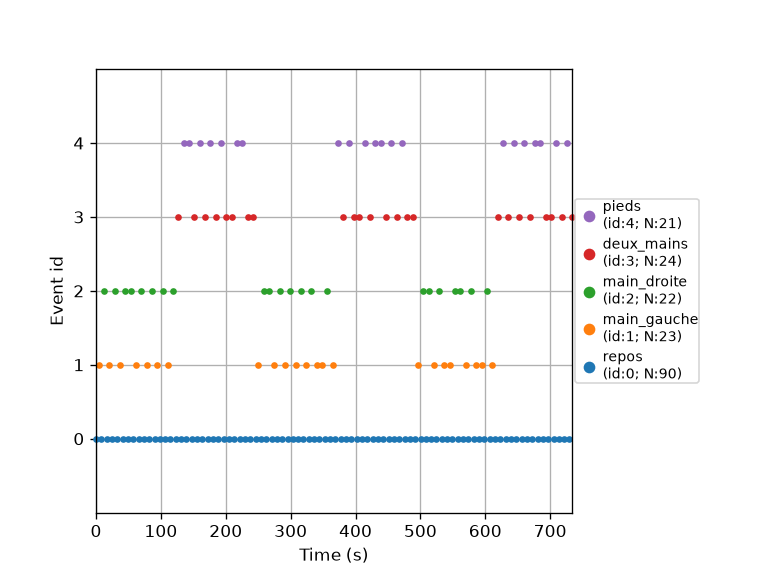 4
3
2
1
0
Event id
0 100 200 300 400 500 600 700
Time (s)
pieds
(id:4; N:21)
deux_mains
(id:3; N:24)
main_droite
(id:2; N:22)
main_gauche
(id:1; N:23)
repos
(id:0; N:90)